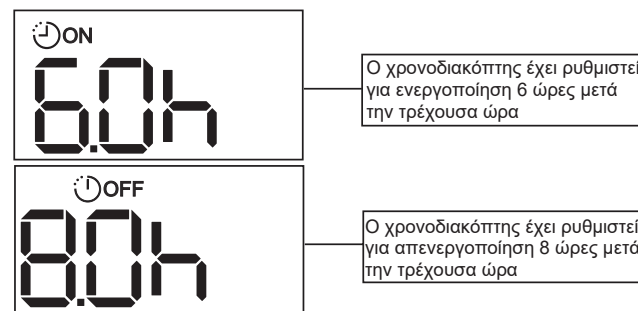 ON
6.0h
Ο χρονοδιακόπτης έχει ρυθμιστεί
για ενεργοποίηση 6 ώρες μετά
την τρέχουσα ώρα
OFF
8.0h
Ο χρονοδιακόπτης έχει ρυθμιστεί
για απενεργοποίηση 8 ώρες μετά
την τρέχουσα ώρα